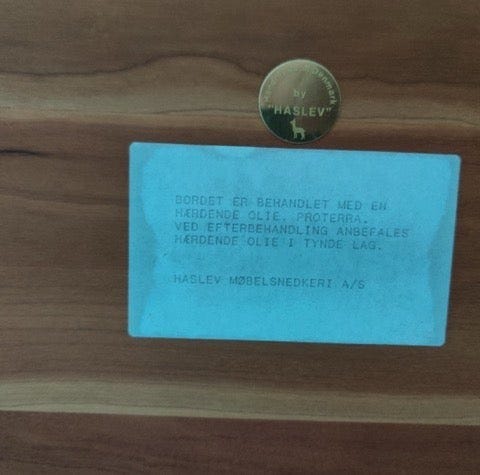 Denmark
by
"HASLEV"
BORDET ER BEHANDLET MED EN
HÆRDENDE OLIE, PROTERRA.
VED EFTERBEHANDLING ANBEFALES
HÆRDENDE OLIE I TYNDE LAG.
HASLEV MØBELSNEDKERI A/S